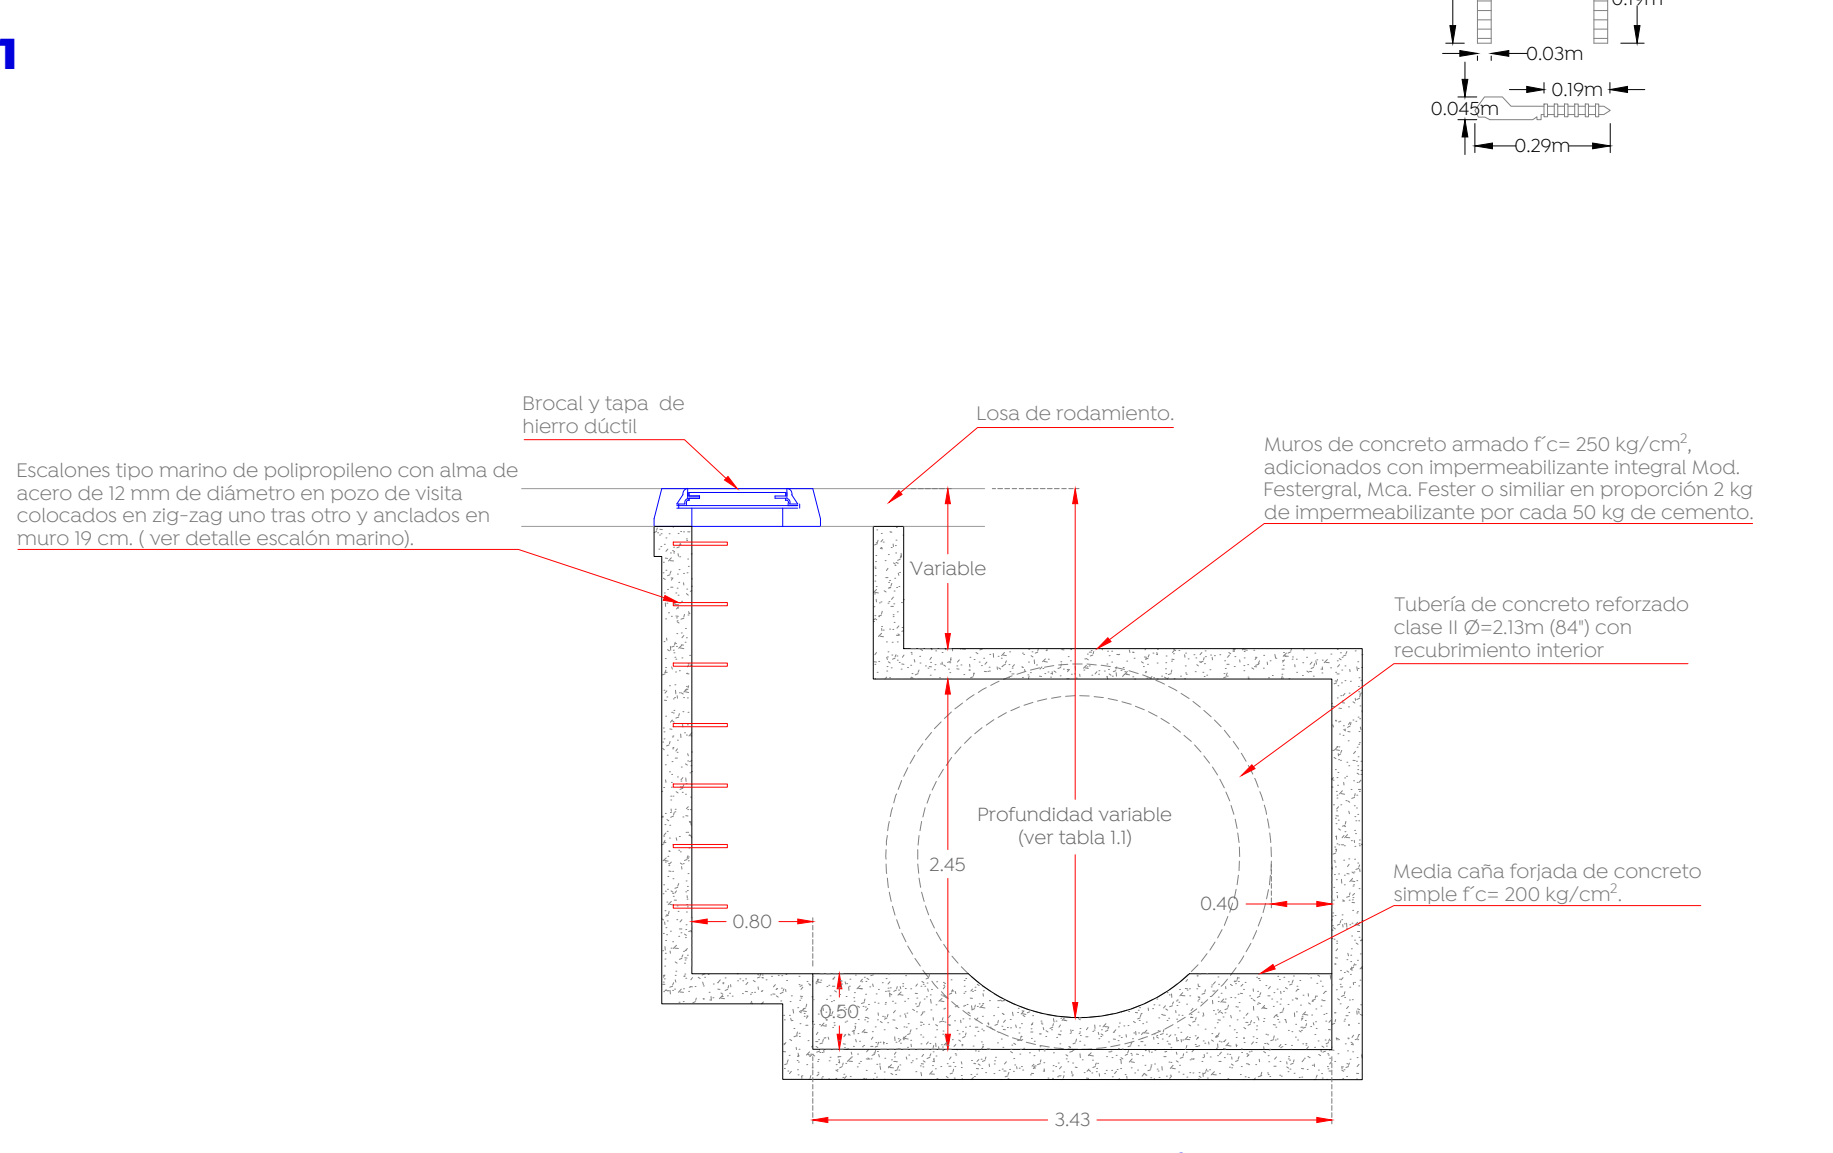 1
0.19m
0.03m
0.19m
0.045m
0.29m
Brocal y tapa de
hierro dúctil
Losa de rodamiento.
Escalones tipo marino de polipropileno con alma de
acero de 12 mm de diámetro en pozo de visita
colocados en zig-zag uno tras otro y anclados en
muro 19 cm. ( ver detalle escalón marino).
Muros de concreto armado f´c= 250 kg/cm²,
adicionados con impermeabilizante integral Mod.
Festergral, Mca. Fester o similiar en proporción 2 kg
de impermeabilizante por cada 50 kg de cemento.
Variable
Tubería de concreto reforzado
clase II Ø=2.13m (84") con
recubrimiento interior
Profundidad variable
(ver tabla 1.1)
2.45
Media caña forjada de concreto
simple f´c= 200 kg/cm².
0.40
0.80
0.50
3.43